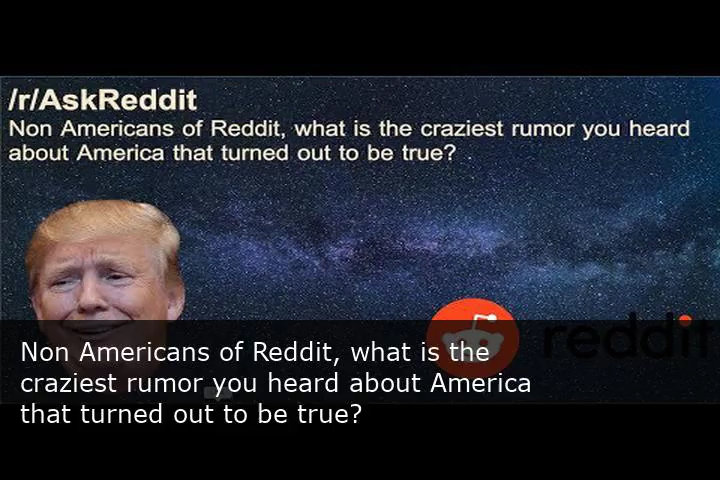 /r/AskReddit
Non Americans of Reddit, what is the craziest rumor you heard
about America that turned out to be true?
reddit
Non Americans of Reddit, what is the
craziest rumor you heard about America
that turned out to be true?